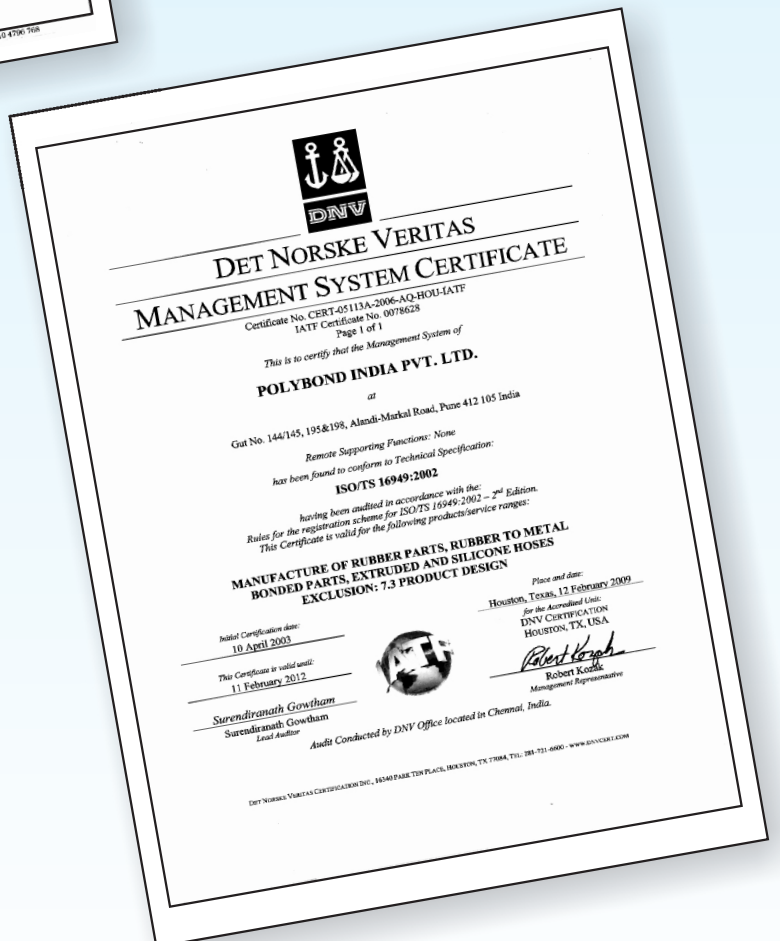 0 4796 768
DNV
DET NORSKE VERITAS
MANAGEMENT SYSTEM CERTIFICATE
Certificate No. CERT-05113A-2006-AQ-HOU-IATF
IATF Certificate No. 0078628
Page 1 of 1
This is to certify that the Management System of
POLYBOND INDIA PVT. LTD.
at
Gut No. 144/145, 195&198, Alandi-Markal Road, Pune 412 105 India
Remote Supporting Functions: None
has been found to conform to Technical Specification:
ISO/TS 16949:2002
having been audited in accordance with the:
Rules for the registration scheme for ISO/TS 16949:2002 – 2nd Edition.
This Certificate is valid for the following products/service ranges:
MANUFACTURE OF RUBBER PARTS, RUBBER TO METAL
BONDED PARTS, EXTRUDED AND SILICONE HOSES
EXCLUSION: 7.3 PRODUCT DESIGN
Initial Certification date:
10 April 2003
This Certificate is valid until:
11 February 2012
Surendiranath Gowtham
Surendiranath Gowtham
Lead Auditor
IATF
Place and date:
Houston, Texas, 12 February 2009
for the Accredited Unit:
DNV CERTIFICATION
HOUSTON, TX, USA
Robert Kozak
Robert Kozak
Management Representative
Audit Conducted by DNV Office located in Chennai, India.
DET NORSKE VERITAS CERTIFICATION INC., 16340 PARK TEN PLACE, HOUSTON, TX 77084, TEL: 281-721-6600 - WWW.DNVCERT.COM